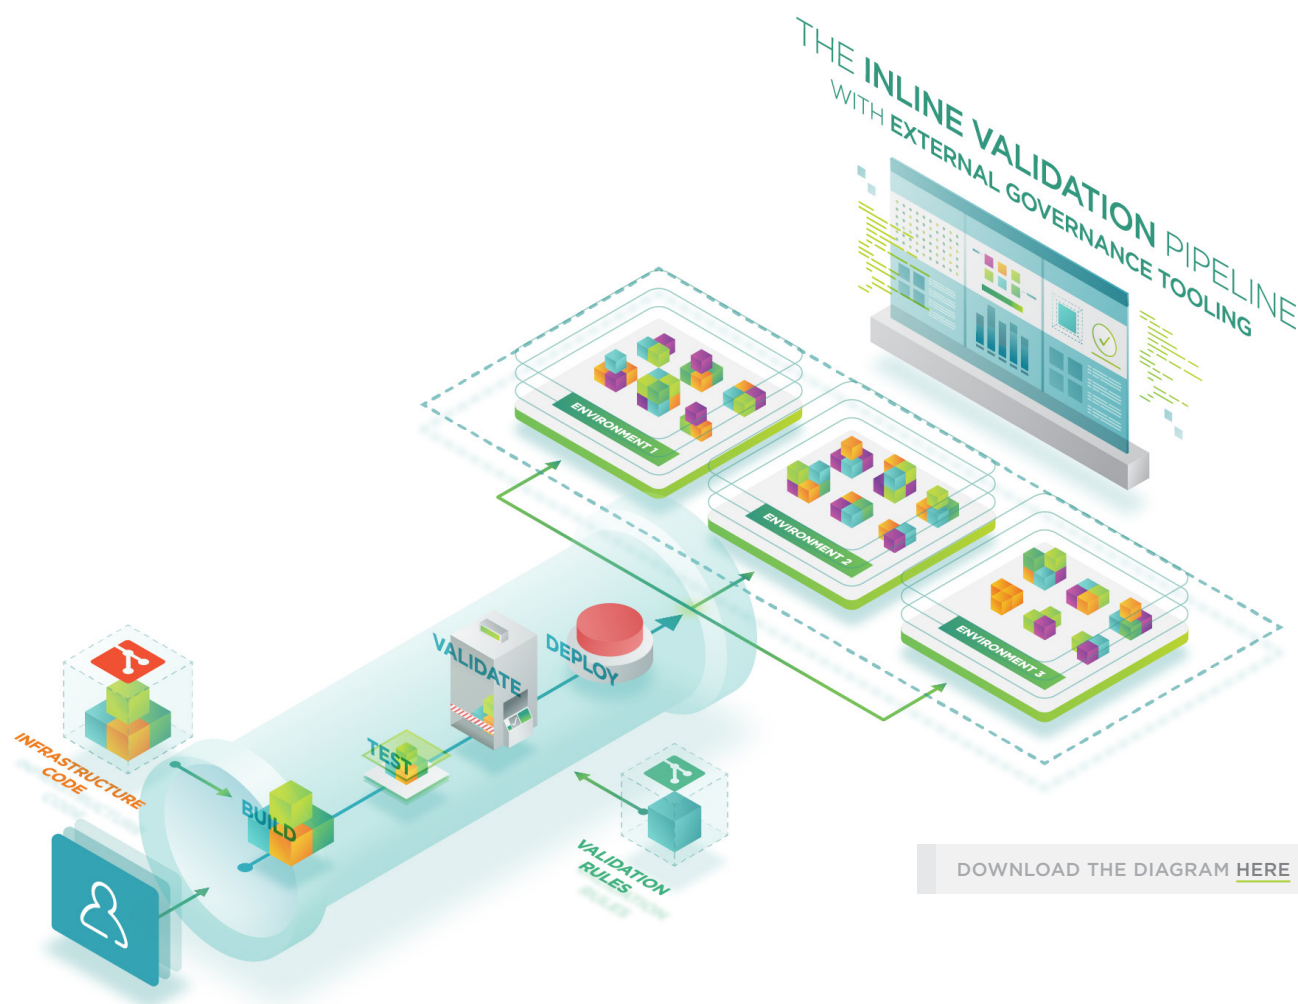 THE INLINE VALIDATION PIPELINE
WITH EXTERNAL GOVERNANCE TOOLING
ENVIRONMENT 1
ENVIRONMENT 2
ENVIRONMENT 3
DEPLOY
VALIDATE
TEST
BUILD
INFRASTRUCTURE
CODE
VALIDATION
RULES
DOWNLOAD THE DIAGRAM HERE